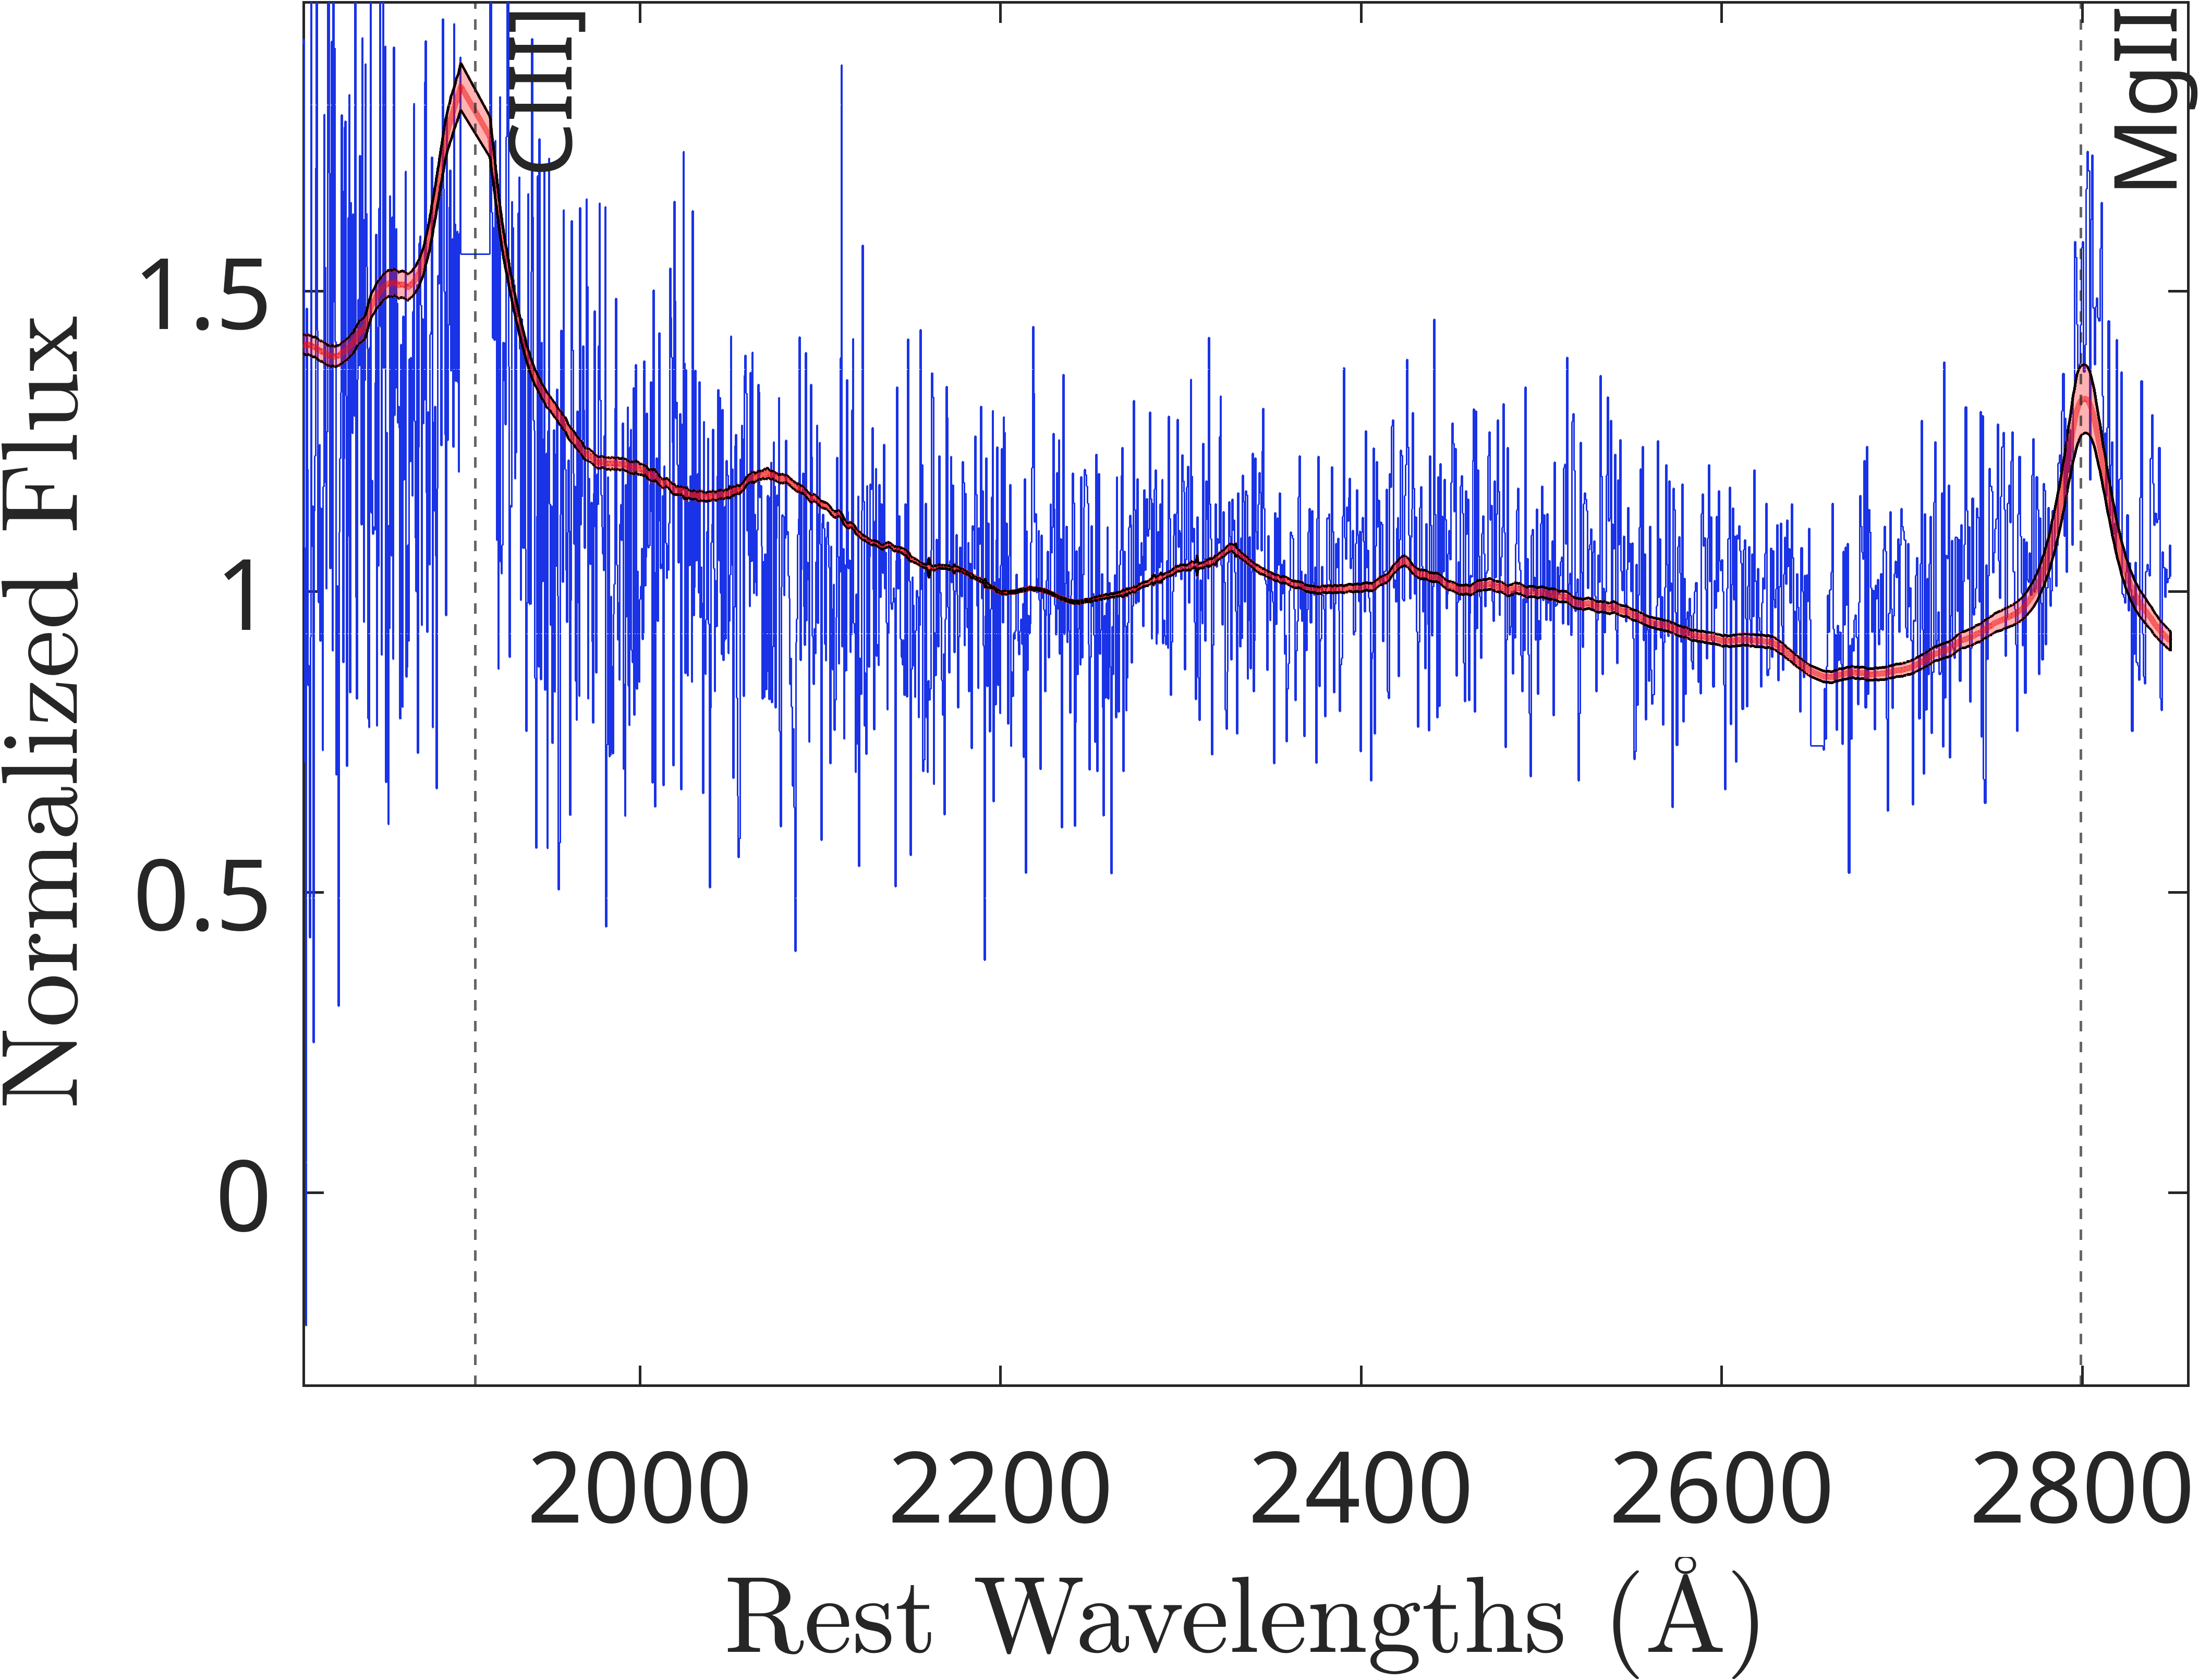 CIII]
MgII
Normalized Flux
1.5
1
0.5
0
2000 2200 2400 2600 2800
Rest Wavelengths (Å)